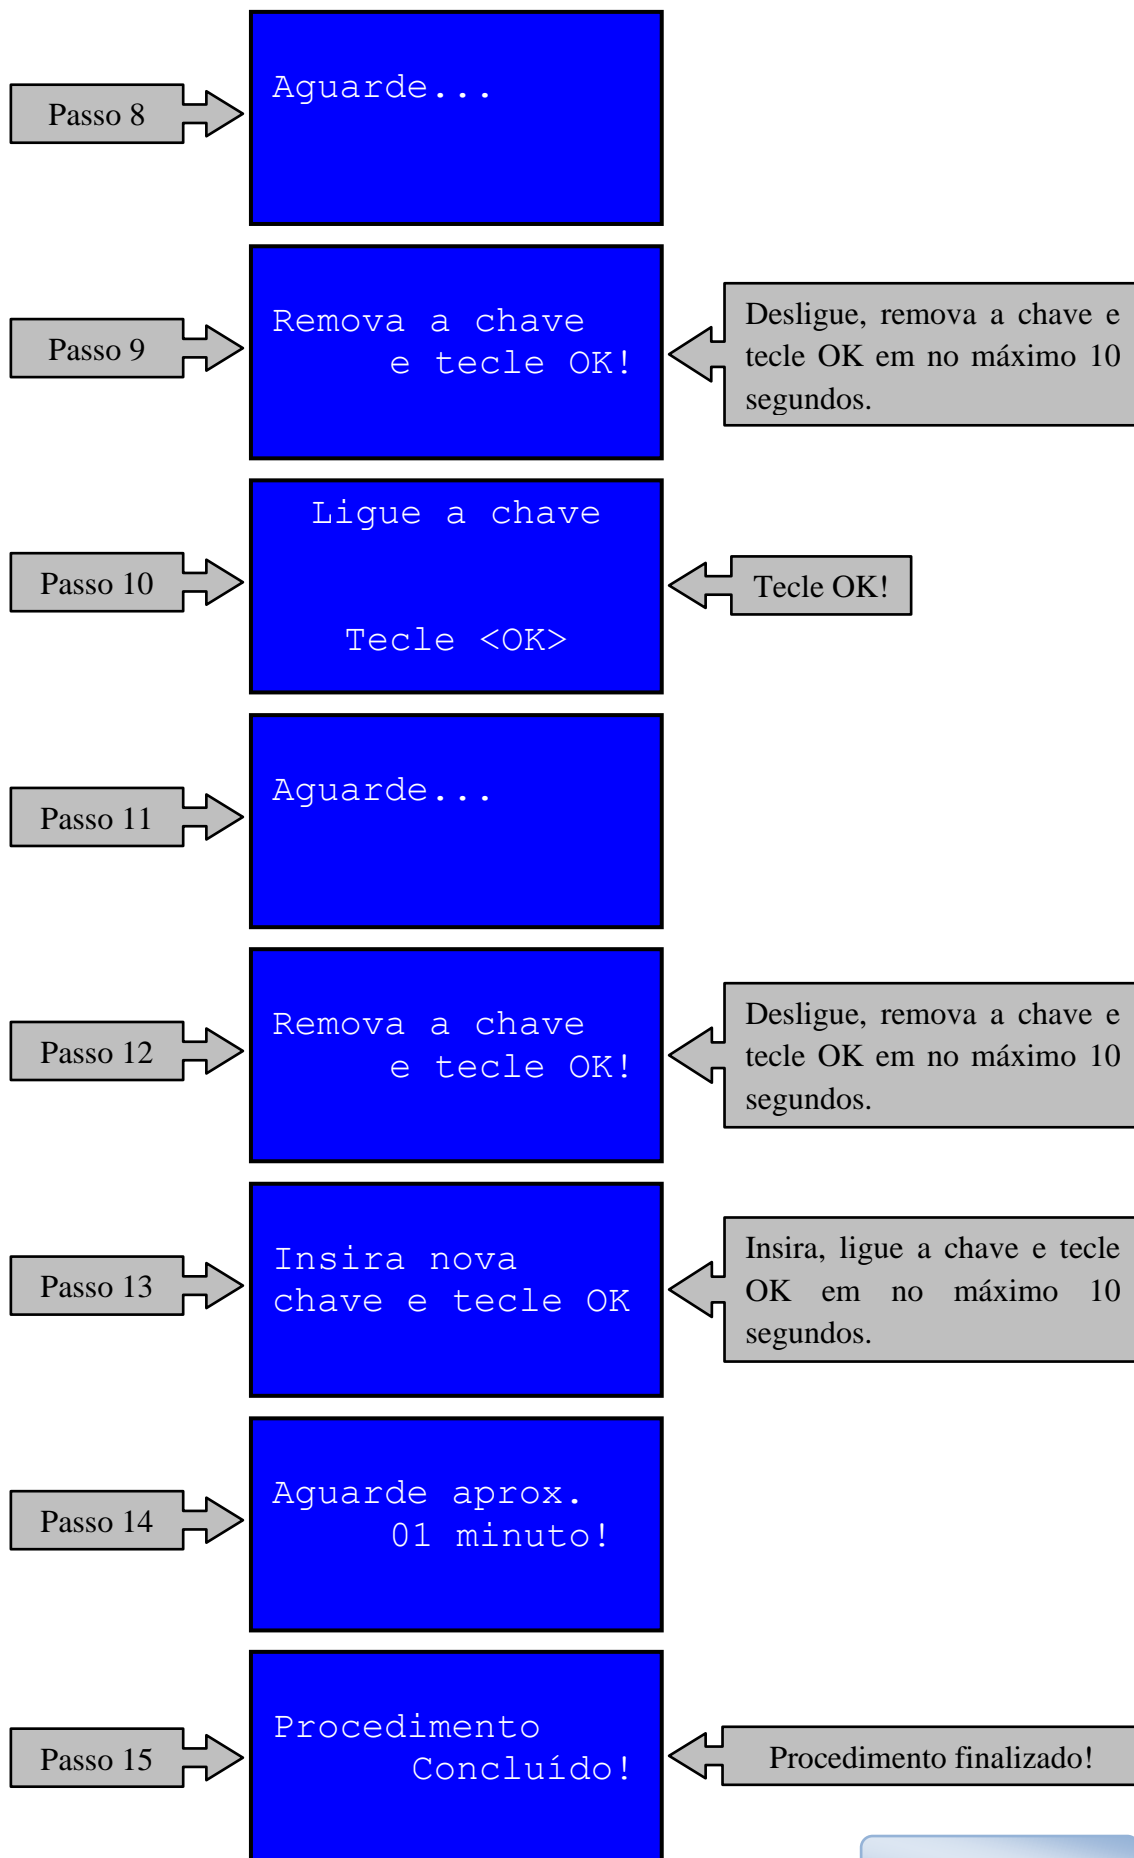 Passo 8
Aguarde...
Passo 9
Remova a chave
e tecle OK!
Desligue, remova a chave e
tecle OK em no máximo 10
segundos.
Passo 10
Ligue a chave
Tecle <OK>
Tecle OK!
Passo 11
Aguarde...
Passo 12
Remova a chave
e tecle OK!
Desligue, remova a chave e
tecle OK em no máximo 10
segundos.
Passo 13
Insira nova
chave e tecle OK
Insira, ligue a chave e tecle
OK em no máximo 10
segundos.
Passo 14
Aguarde aprox.
01 minuto!
Passo 15
Procedimento
Concluído!
Procedimento finalizado!